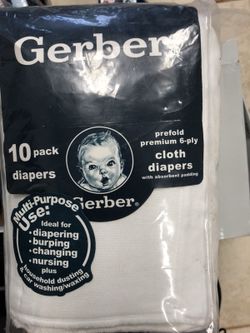 Gerber
10 pack
diapers
prefold
premium 6-ply
cloth
diapers
with absorbent padding
Gerber®
Multi-Purpose
Use:
Ideal for
•diapering
•burping
•changing
•nursing
plus
household dusting
& car washing/waxing